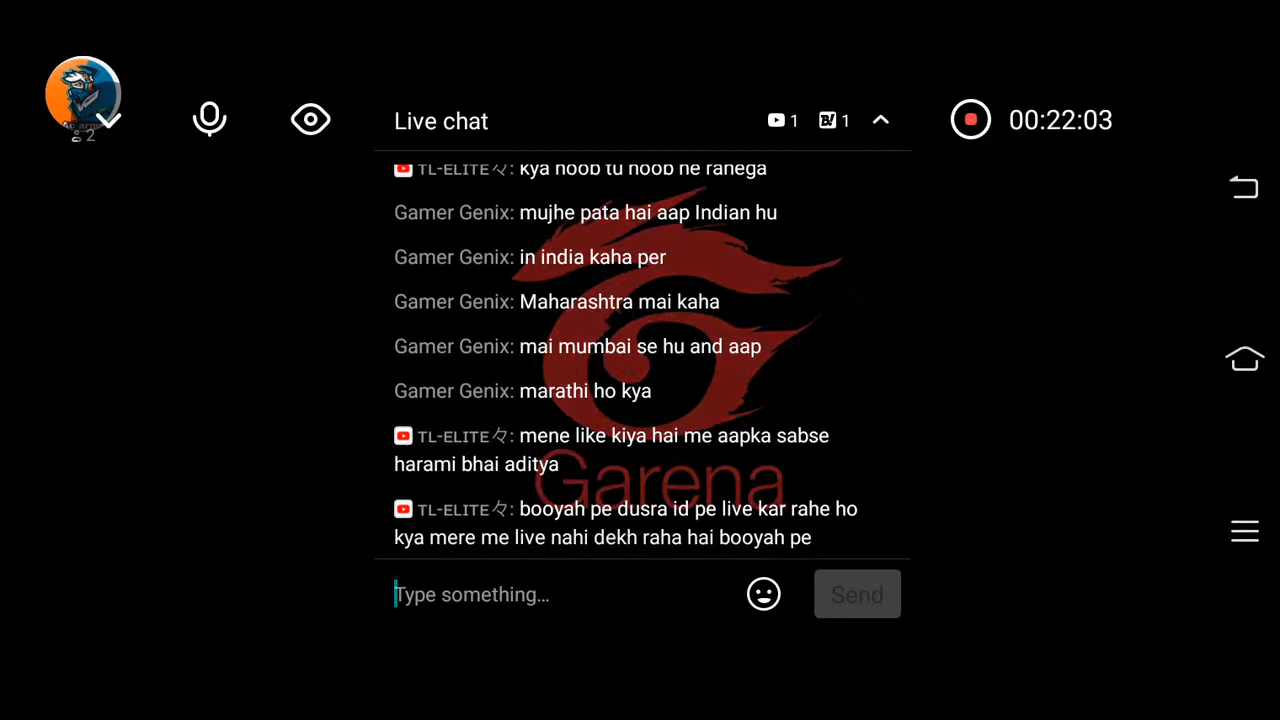 Live chat
1
B! 1
00:22:03
2
TL-ELITE々: kya noob tu noob he rahega
Gamer Genix: mujhe pata hai aap Indian hu
Gamer Genix: in india kaha per
Gamer Genix: Maharashtra mai kaha
Gamer Genix: mai mumbai se hu and aap
Gamer Genix: marathi ho kya
TL-ELITE々: mene like kiya hai me aapka sabse
harami bhai aditya
Garena
TL-ELITE々: booyah pe dusra id pe live kar rahe ho
kya mere me live nahi dekh raha hai booyah pe
Type something…
Send